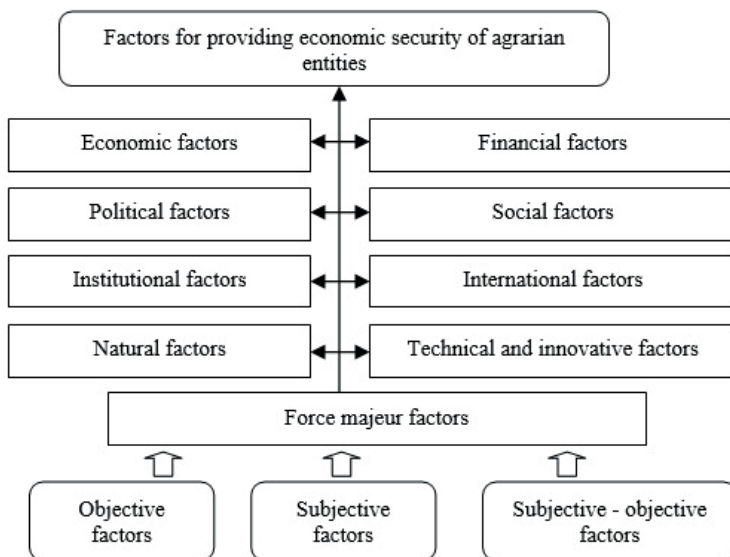 Factors for providing economic security of agrarian
entities
Economic factors
Financial factors
Political factors
Social factors
Institutional factors
International factors
Natural factors
Technical and innovative factors
Force majeur factors
Objective
factors
Subjective
factors
Subjective - objective
factors